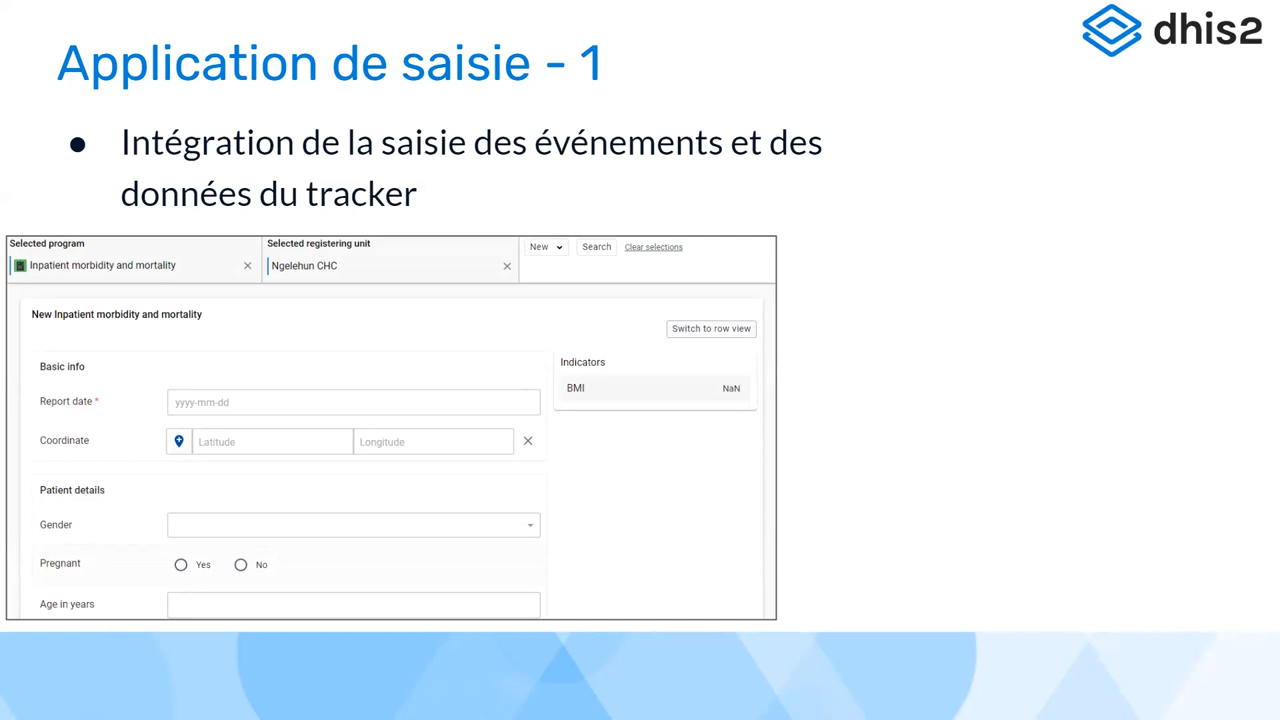 dhis2
Application de saisie - 1
● Intégration de la saisie des événements et des
données du tracker
Selected program
Selected registering unit
New
Search
Clear selections
Inpatient morbidity and mortality
Ngelehun CHC
New Inpatient morbidity and mortality
Switch to row view
Basic info
Indicators
BMI NaN
Report date * yyyy-mm-dd
Coordinate Latitude Longitude
Patient details
Gender
Pregnant Yes No
Age in years